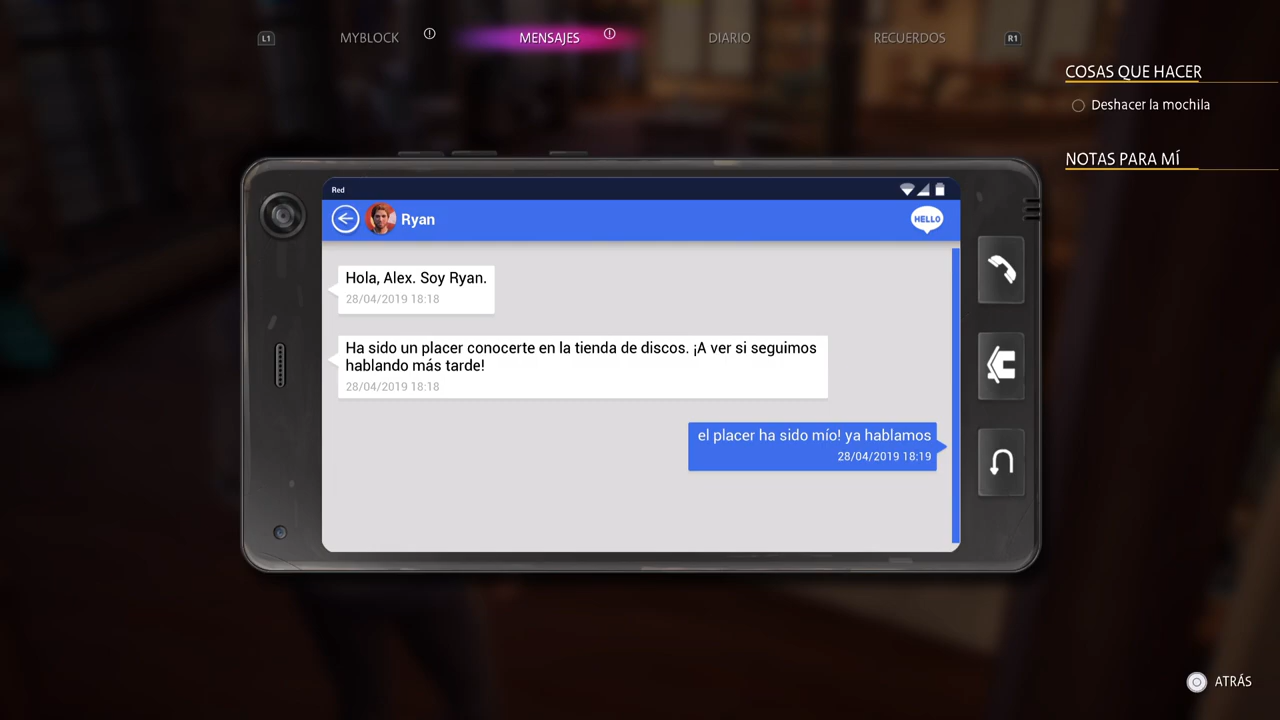 L1
MYBLOCK
MENSAJES
DIARIO
RECUERDOS
R1
COSAS QUE HACER
Deshacer la mochila
NOTAS PARA MÍ
Red
Ryan
HELLO
Hola, Alex. Soy Ryan.
28/04/2019 18:18
Ha sido un placer conocerte en la tienda de discos. ¡A ver si seguimos
hablando más tarde!
28/04/2019 18:18
el placer ha sido mío! ya hablamos
28/04/2019 18:19
ATRÁS